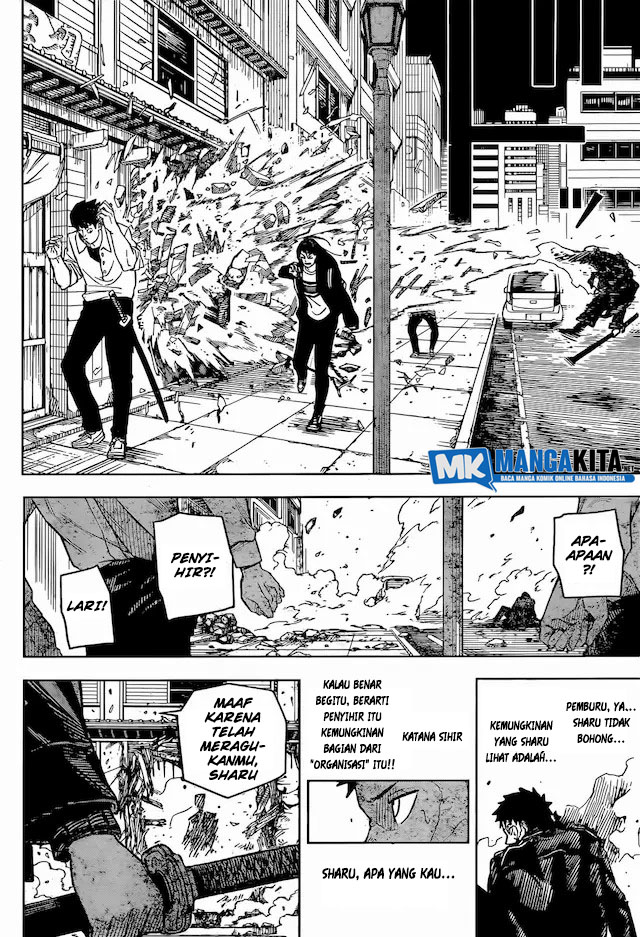 MK MANGAKITA
BACA MANGA KOMIK ONLINE BAHASA INDONESIA
APA-
APAAN
?!
PENYI-
HIR?!
LARI!
PEMBURU, YA...
SHARU TIDAK
BOHONG...
KEMUNGKINAN
YANG SHARU
LIHAT ADALAH...
KATANA SIHIR
KALAU BENAR
BEGITU, BERARTI
PENYIHIR ITU
KEMUNGKINAN
BAGIAN DARI
"ORGANISASI" ITU!!
SHARU, APA YANG KAU...
MAAF
KARENA
TELAH
MERAGU-
KANMU,
SHARU